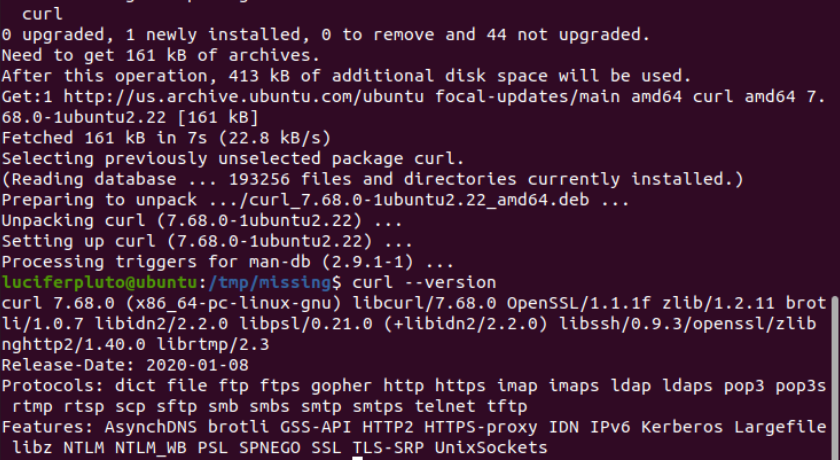 curl
0 upgraded, 1 newly installed, 0 to remove and 44 not upgraded.
Need to get 161 kB of archives.
After this operation, 413 kB of additional disk space will be used.
Get:1 http://us.archive.ubuntu.com/ubuntu focal-updates/main amd64 curl amd64 7.
68.0-1ubuntu2.22 [161 kB]
Fetched 161 kB in 7s (22.8 kB/s)
Selecting previously unselected package curl.
(Reading database ... 193256 files and directories currently installed.)
Preparing to unpack .../curl_7.68.0-1ubuntu2.22_amd64.deb ...
Unpacking curl (7.68.0-1ubuntu2.22) ...
Setting up curl (7.68.0-1ubuntu2.22) ...
Processing triggers for man-db (2.9.1-1) ...
luciferpluto@ubuntu:/tmp/missing$ curl --version
curl 7.68.0 (x86_64-pc-linux-gnu) libcurl/7.68.0 OpenSSL/1.1.1f zlib/1.2.11 brot
li/1.0.7 libidn2/2.2.0 libpsl/0.21.0 (+libidn2/2.2.0) libssh/0.9.3/openssl/zlib
nghttp2/1.40.0 librtmp/2.3
Release-Date: 2020-01-08
Protocols: dict file ftp ftps gopher http https imap imaps ldap ldaps pop3 pop3s
rtmp rtsp scp sftp smb smbs smtp smtps telnet tftp
Features: AsynchDNS brotli GSS-API HTTP2 HTTPS-proxy IDN IPv6 Kerberos Largefile
libz NTLM NTLM_WB PSL SPNEGO SSL TLS-SRP UnixSockets